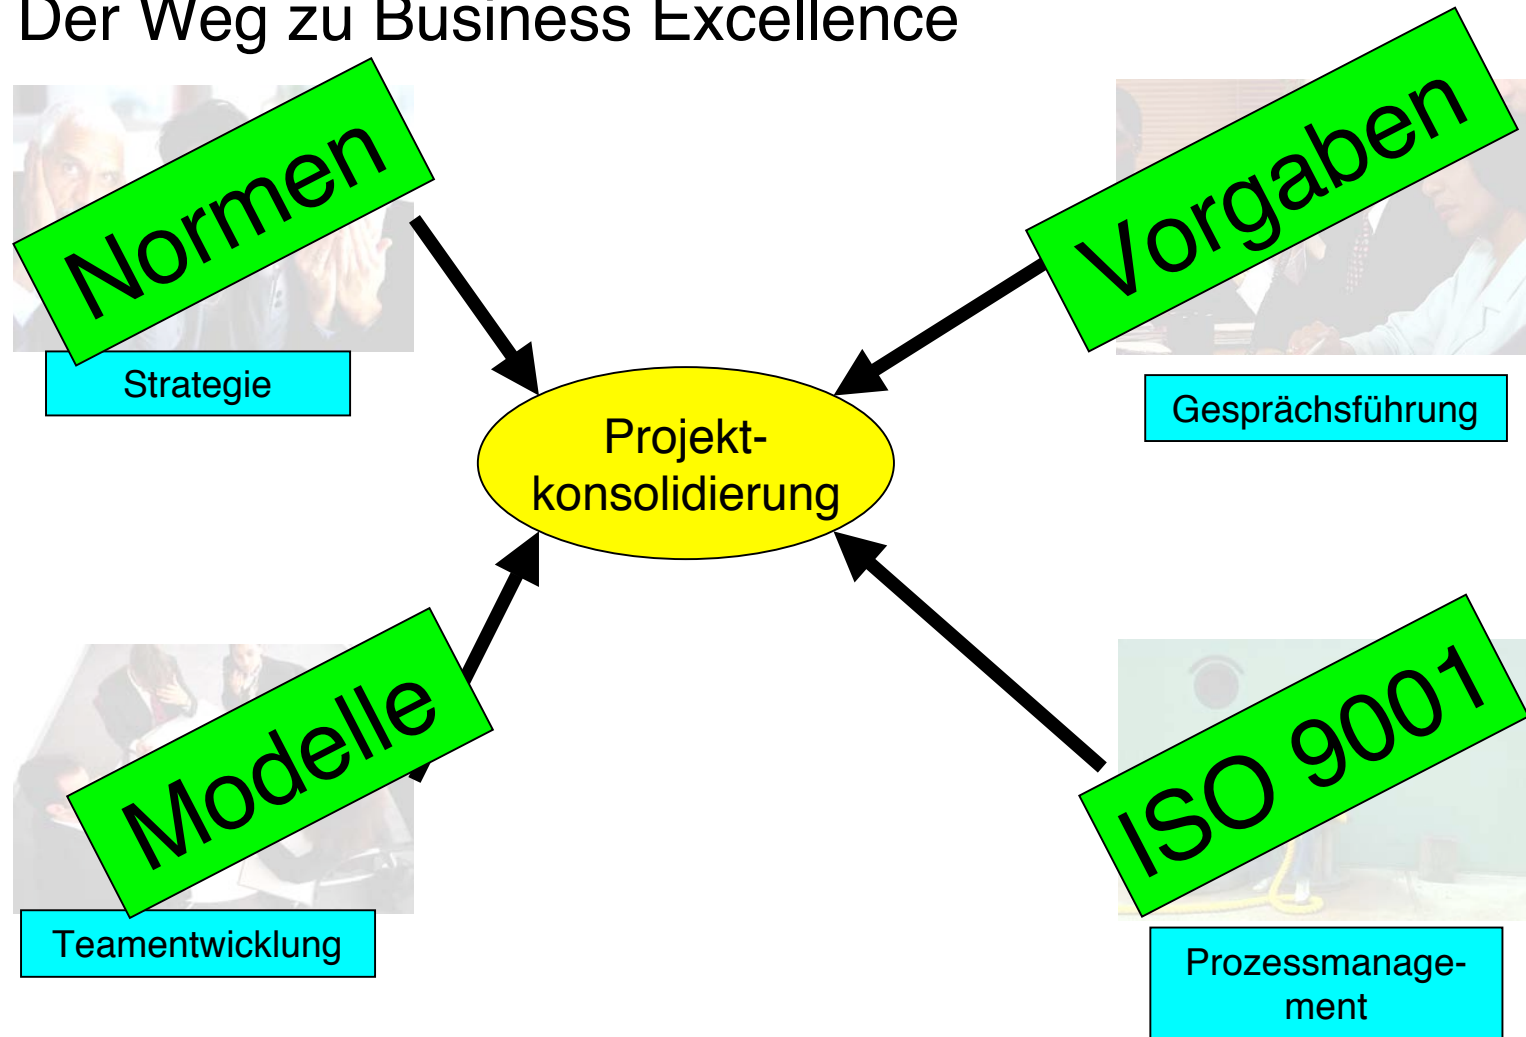 Der Weg zu Business Excellence
Normen
Vorgaben
Strategie
Gesprächsführung
Projekt-
konsolidierung
Modelle
ISO 9001
Teamentwicklung
Prozessmanage-
ment